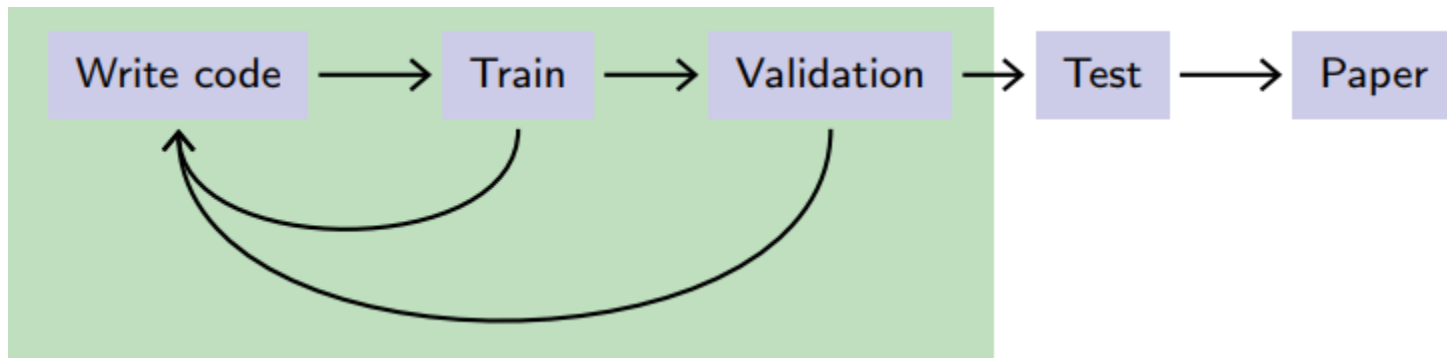 Write code
Train
Validation
Test
Paper